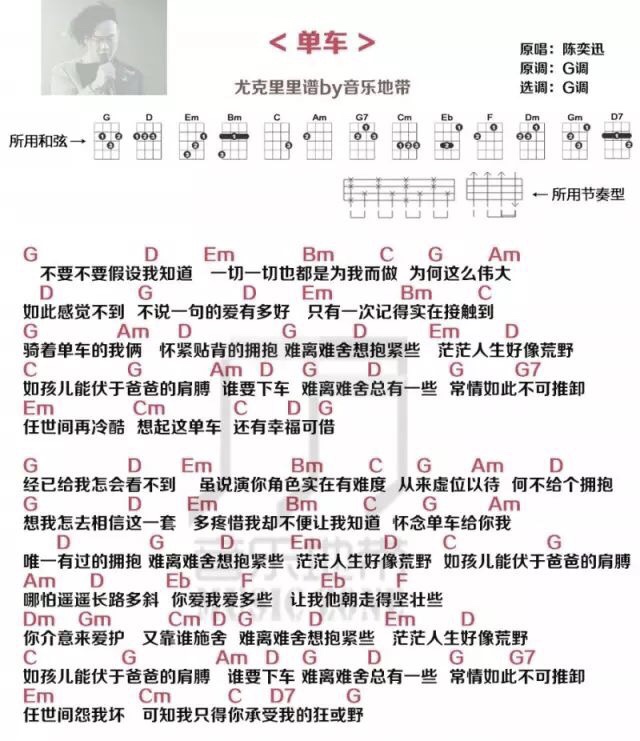 < 单车 >
尤克里里谱by音乐地带
原唱：陈奕迅
原调：G调
选调：G调
所用和弦→
G D Em Bm C Am G7 Cm Eb F Dm Gm D7
←所用节奏型
G D Em Bm C G Am
不要不要假设我知道 一切一切也都是为我而做 为何这么伟大
D G D Em Bm C
如此感觉不到 不说一句的爱有多好 只有一次记得实在接触到
G Am D G D Em D
骑着单车的我俩 怀紧贴背的拥抱 难离难舍想抱紧些 茫茫人生好像荒野
C G Am D G D G G7
如孩儿能伏于爸爸的肩膊 谁要下车 难离难舍总有一些 常情如此不可推卸
Em Cm C D G
任世间再冷酷 想起这单车 还有幸福可借
G D Em Bm C G Am D
经已给我怎会看不到 虽说演你角色实在有难度 从来虚位以待 何不给个拥抱
G D Em Bm C G Am
想我怎去相信这一套 多疼惜我却不便让我知道 怀念单车给你我
D G D Em D C G
唯一有过的拥抱 难离难舍想抱紧些 茫茫人生好像荒野 如孩儿能伏于爸爸的肩膊
Am D Eb F Eb F
哪怕遥遥长路多斜 你爱我爱多些 让我他朝走得坚壮些
Dm Gm Cm D G D Em D
你介意来爱护 又靠谁施舍 难离难舍想抱紧些 茫茫人生好像荒野
C G Am D G D G G7
如孩儿能伏于爸爸的肩膊 谁要下车 难离难舍总有一些 常情如此不可推卸
Em Cm C D7 G
任世间怨我坏 可知我只得你承受我的狂或野